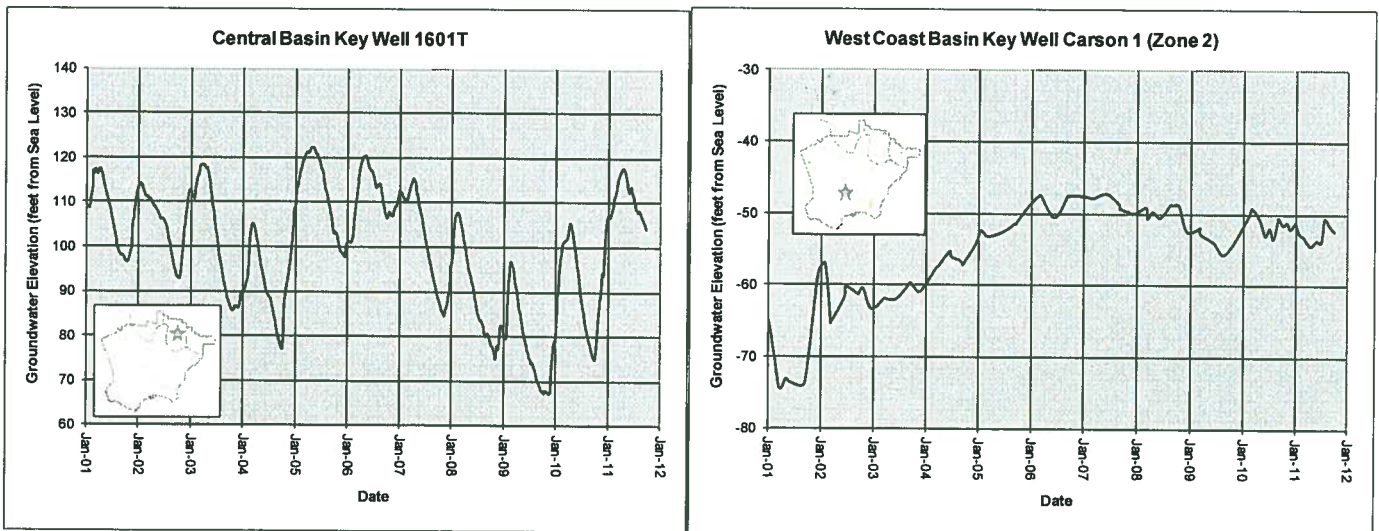 Central Basin Key Well 1601T
Groundwater Elevation (feet from Sea Level)
140
130
120
110
100
90
80
70
60
Jan-01
Jan-02
Jan-03
Jan-04
Jan-05
Jan-06
Jan-07
Jan-08
Jan-09
Jan-10
Jan-11
Jan-12
Date
West Coast Basin Key Well Carson 1 (Zone 2)
Groundwater Elevation (feet from Sea Level)
-30
-40
-50
-60
-70
-80
Jan-01
Jan-02
Jan-03
Jan-04
Jan-05
Jan-06
Jan-07
Jan-08
Jan-09
Jan-10
Jan-11
Jan-12
Date